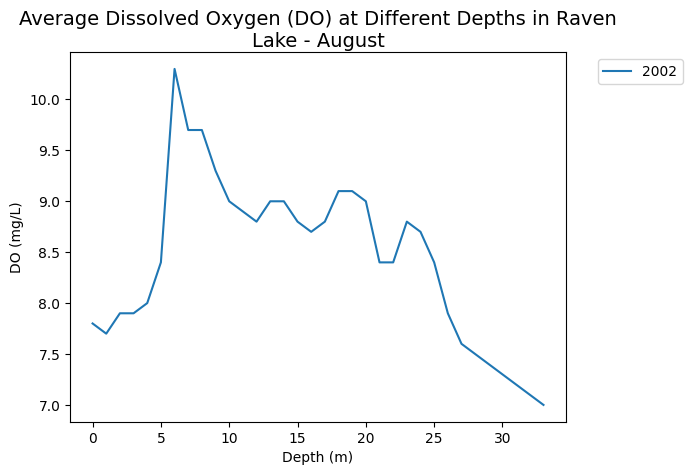 Average Dissolved Oxygen (DO) at Different Depths in Raven
Lake - August
2002
10.0
9.5
9.0
8.5
8.0
7.5
7.0
DO (mg/L)
0 5 10 15 20 25 30
Depth (m)